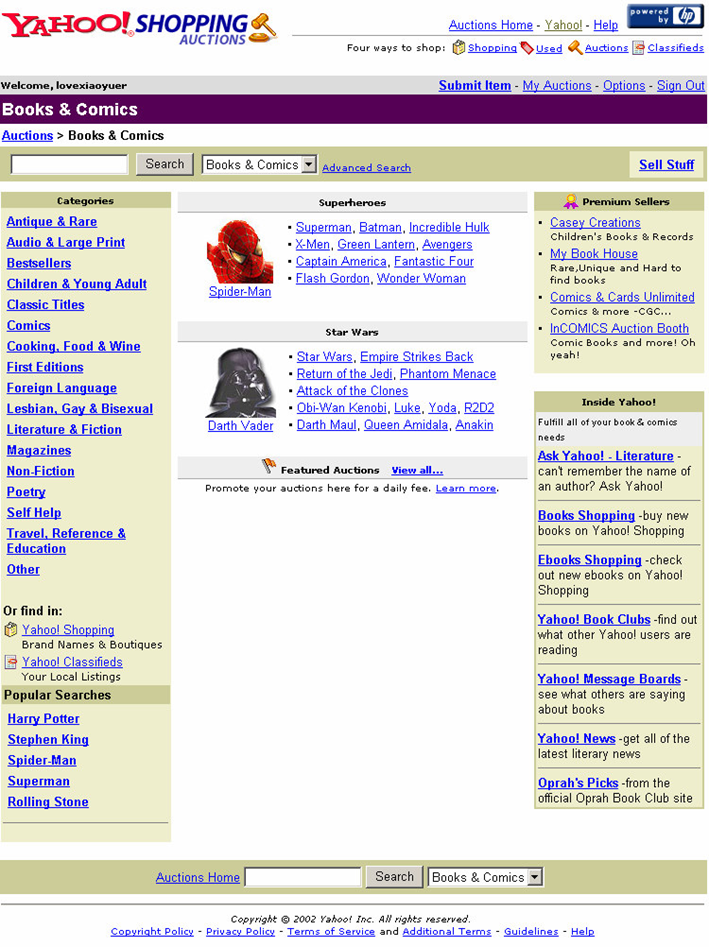 YAHOO! SHOPPING
AUCTIONS
powered by hp
Auctions Home - Yahoo! - Help
Four ways to shop: Shopping Used Auctions Classifieds
Welcome, lovexiaoyuer
Submit Item - My Auctions - Options - Sign Out
Books & Comics
Auctions > Books & Comics
Search Books & Comics Advanced Search
Sell Stuff
Categories
Antique & Rare
Audio & Large Print
Bestsellers
Children & Young Adult
Classic Titles
Comics
Cooking, Food & Wine
First Editions
Foreign Language
Lesbian, Gay & Bisexual
Literature & Fiction
Magazines
Non-Fiction
Poetry
Self Help
Travel, Reference &
Education
Other
Or find in:
Yahoo! Shopping
Brand Names & Boutiques
Yahoo! Classifieds
Your Local Listings
Popular Searches
Harry Potter
Stephen King
Spider-Man
Superman
Rolling Stone
Superheroes
Spider-Man
Superman, Batman, Incredible Hulk
X-Men, Green Lantern, Avengers
Captain America, Fantastic Four
Flash Gordon, Wonder Woman
Star Wars
Darth Vader
Star Wars, Empire Strikes Back
Return of the Jedi, Phantom Menace
Attack of the Clones
Obi-Wan Kenobi, Luke, Yoda, R2D2
Darth Maul, Queen Amidala, Anakin
Featured Auctions View all...
Promote your auctions here for a daily fee. Learn more.
Premium Sellers
Casey Creations
Children's Books & Records
My Book House
Rare,Unique and Hard to
find books
Comics & Cards Unlimited
Comics & more -CGC...
InCOMICS Auction Booth
Comic Books and more! Oh
yeah!
Inside Yahoo!
Fulfill all of your book & comics
needs
Ask Yahoo! - Literature -
can't remember the name of
an author? Ask Yahoo!
Books Shopping -buy new
books on Yahoo! Shopping
Ebooks Shopping -check
out new ebooks on Yahoo!
Shopping
Yahoo! Book Clubs -find out
what other Yahoo! users are
reading
Yahoo! Message Boards -
see what others are saying
about books
Yahoo! News -get all of the
latest literary news
Oprah's Picks -from the
official Oprah Book Club site
Auctions Home Search Books & Comics
Copyright © 2002 Yahoo! Inc. All rights reserved.
Copyright Policy - Privacy Policy - Terms of Service and Additional Terms - Guidelines - Help